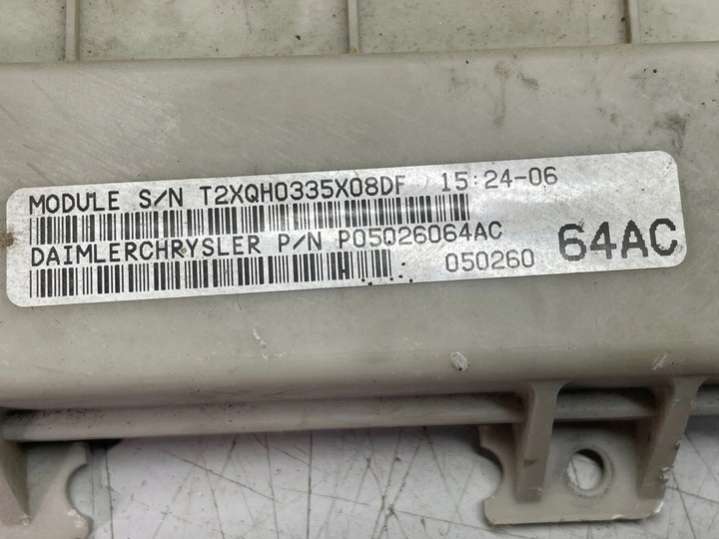 MODULE S/N T2XQH0335X08DF 15:24-06
DAIMLERCHRYSLER P/N P05026064AC
050260 64AC